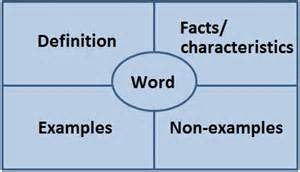 Definition
Facts/
characteristics
Word
Examples
Non-examples